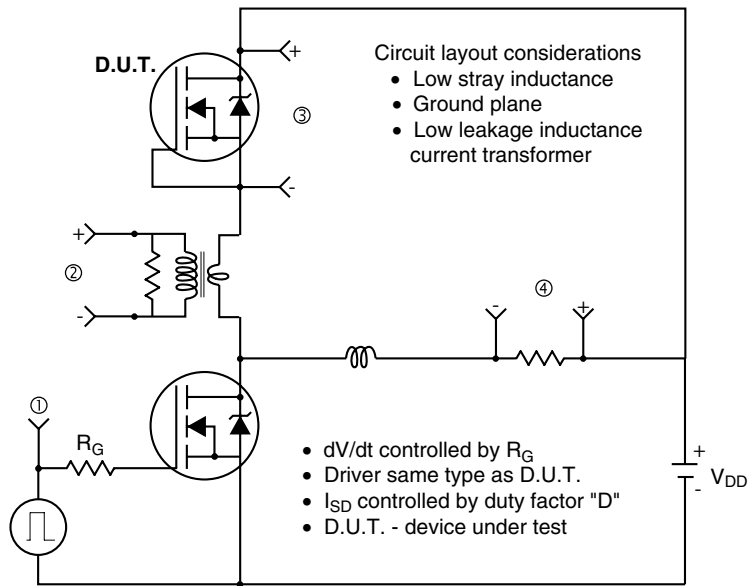 D.U.T.
+
③
-
Circuit layout considerations
• Low stray inductance
• Ground plane
• Low leakage inductance
current transformer
+
②
-
④
-
+
①
R_G
• dV/dt controlled by R_G
• Driver same type as D.U.T.
• I_SD controlled by duty factor "D"
• D.U.T. - device under test
+
V_DD
-